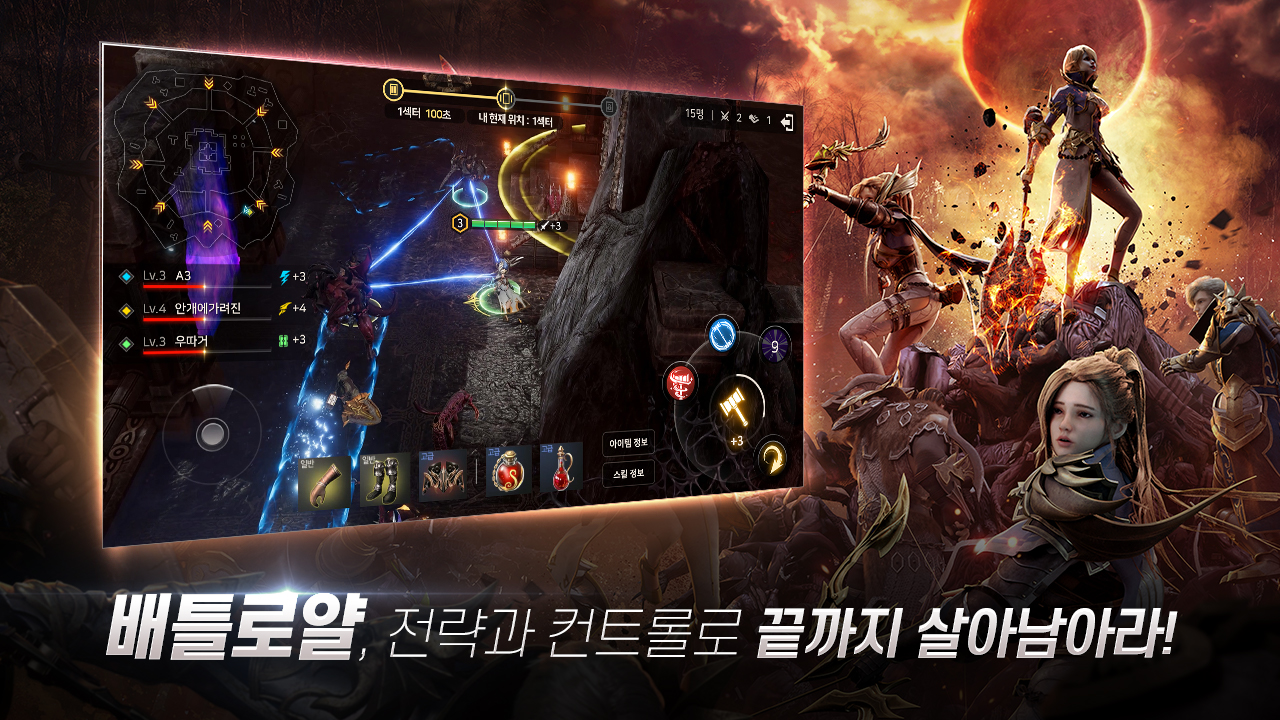 1섹터 100초
내 현재 위치 : 1섹터
15명 | 2 1
3 +3
Lv.3 A3 +3
Lv.4 안개에가려진 +4
Lv.3 우따거 +3
9
+3
일반 일반 고급 고급 고급
아이템 정보
스킬 정보
배틀로얄, 전략과 컨트롤로 끝까지 살아남아라!